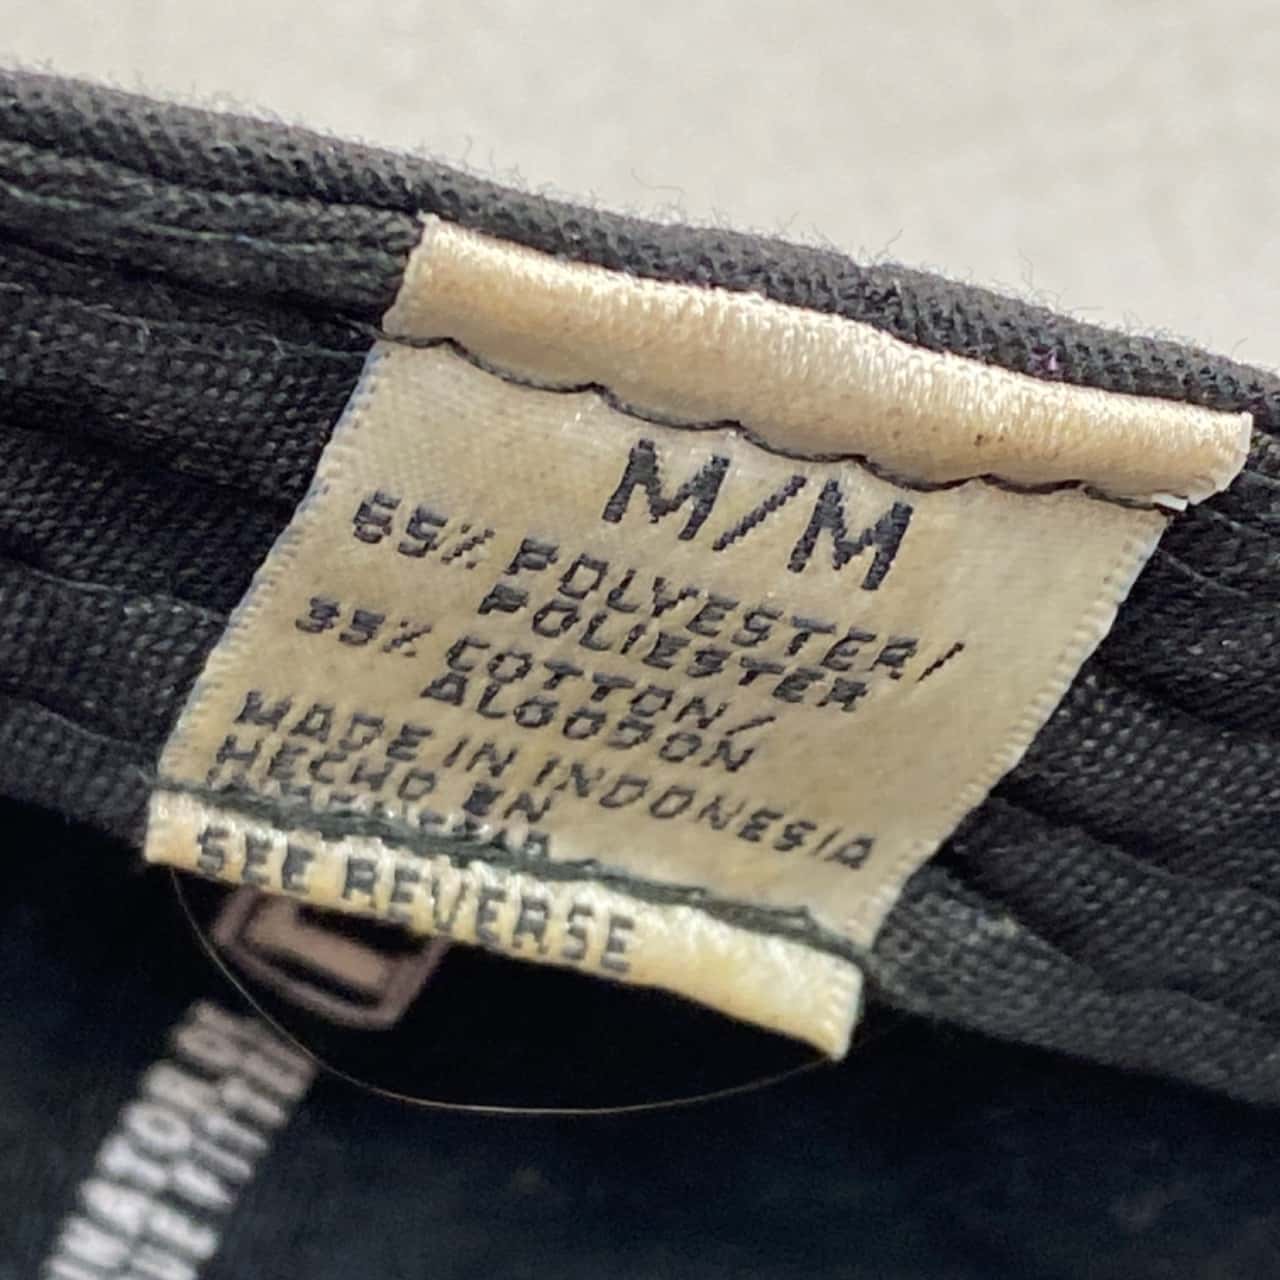 M/M
65% POLYESTER/
POLIESTER
35% COTTON/
ALGODON
MADE IN INDONESIA
HECHO EN
SEE REVERSE